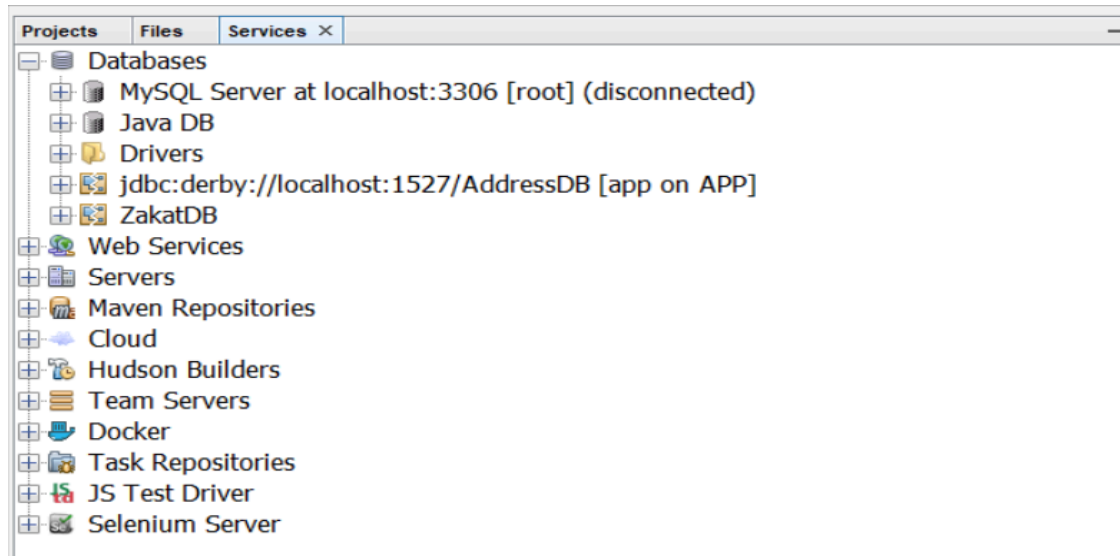 Projects Files Services
Databases
MySQL Server at localhost:3306 [root] (disconnected)
Java DB
Drivers
jdbc:derby://localhost:1527/AddressDB [app on APP]
ZakatDB
Web Services
Servers
Maven Repositories
Cloud
Hudson Builders
Team Servers
Docker
Task Repositories
JS Test Driver
Selenium Server